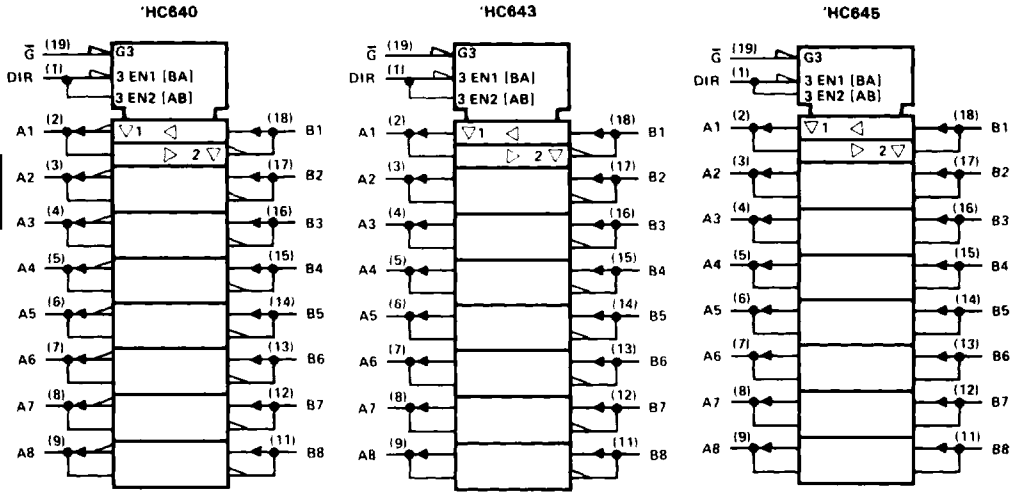 'HC640
G (19) G3
DIR (1) 3 EN1 [BA]
3 EN2 [AB]
A1 (2) 1 (18) B1
2
A2 (3) (17) B2
A3 (4) (16) B3
A4 (5) (15) B4
A5 (6) (14) B5
A6 (7) (13) B6
A7 (8) (12) B7
A8 (9) (11) B8
'HC643
G (19) G3
DIR (1) 3 EN1 [BA]
3 EN2 [AB]
A1 (2) 1 (18) B1
2
A2 (3) (17) B2
A3 (4) (16) B3
A4 (5) (15) B4
A5 (6) (14) B5
A6 (7) (13) B6
A7 (8) (12) B7
A8 (9) (11) B8
'HC645
G (19) G3
DIR (1) 3 EN1 [BA]
3 EN2 [AB]
A1 (2) 1 (18) B1
2
A2 (3) (17) B2
A3 (4) (16) B3
A4 (5) (15) B4
A5 (6) (14) B5
A6 (7) (13) B6
A7 (8) (12) B7
A8 (9) (11) B8